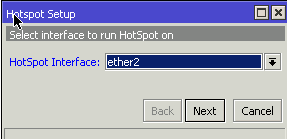 Hotspot Setup
Select interface to run HotSpot on
HotSpot Interface: ether2
Back Next Cancel